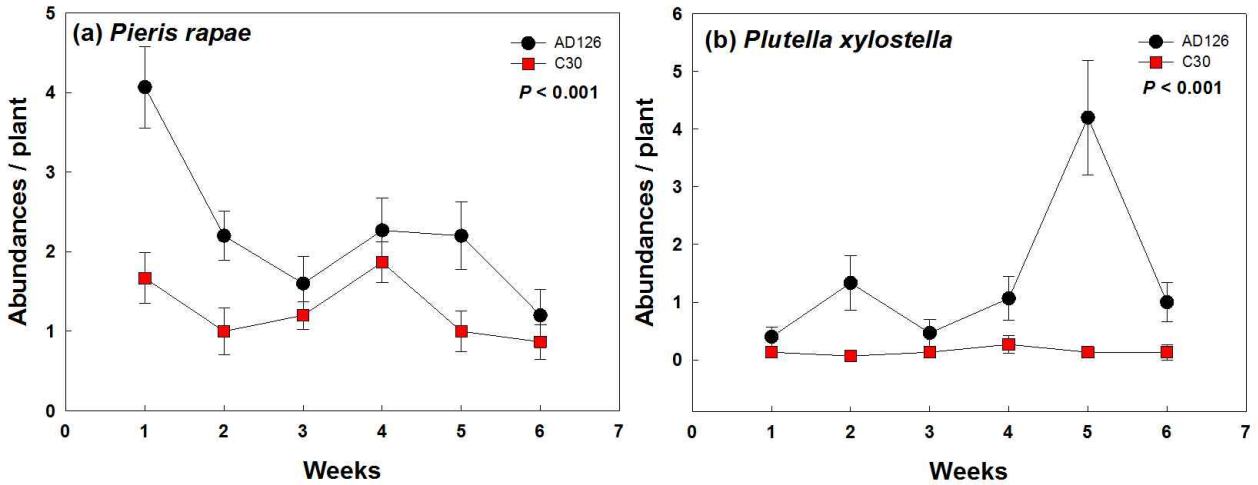 (a) Pieris rapae
AD126
C30
P < 0.001
5
4
3
2
1
0
Abundances / plant
0 1 2 3 4 5 6 7
Weeks
(b) Plutella xylostella
AD126
C30
P < 0.001
6
5
4
3
2
1
0
Abundances / plant
0 1 2 3 4 5 6 7
Weeks